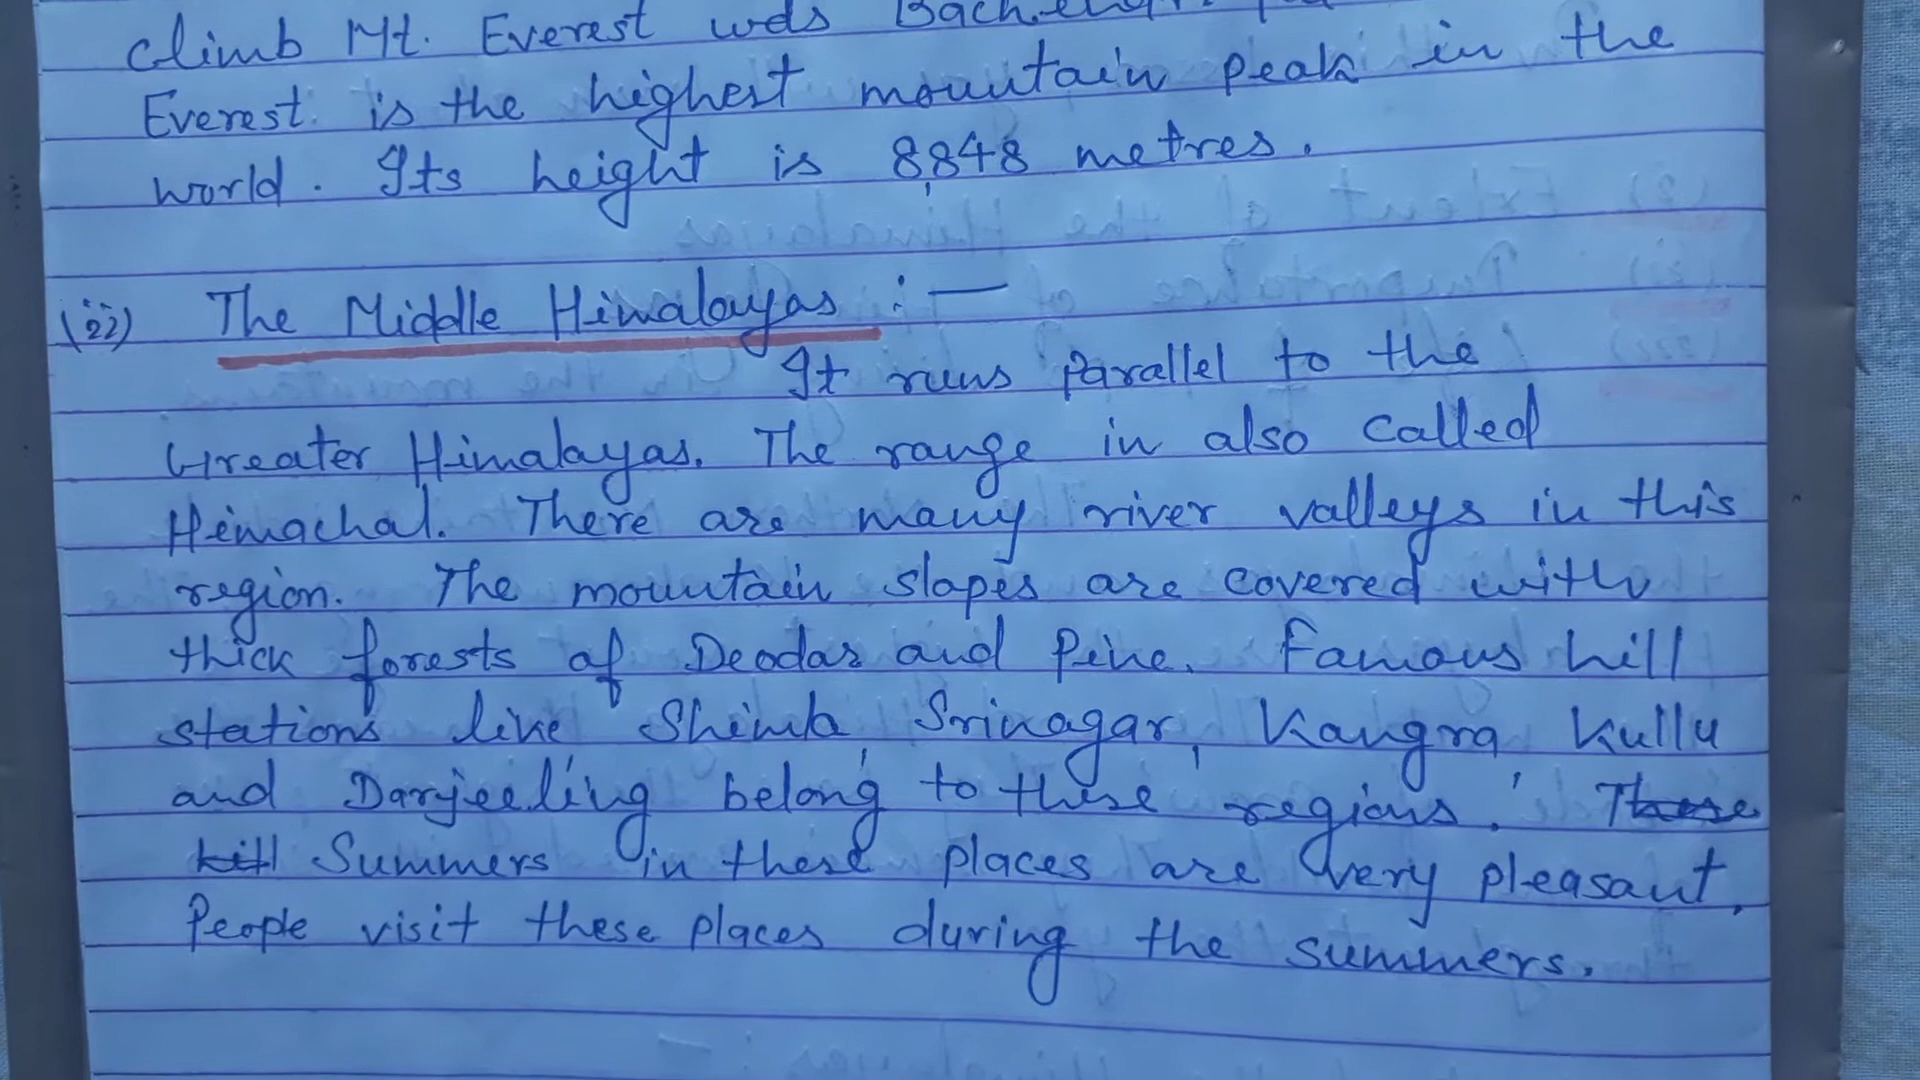 climb Mt. Everest was
Everest is the highest mountain peak in the
world. Its height is 8,848 metres.
(ii) The Middle Himalayas :-
It runs parallel to the
Greater Himalayas. The range in also called
Himachal. There are many river valleys in this
region. The mountain slopes are covered with
thick forests of Deodar and Pine. Famous hill
stations like Shimla, Srinagar, Kangra, Kullu
and Darjeeling belong to these regions. These
hill Summers in these places are very pleasant.
People visit these places during the summers.